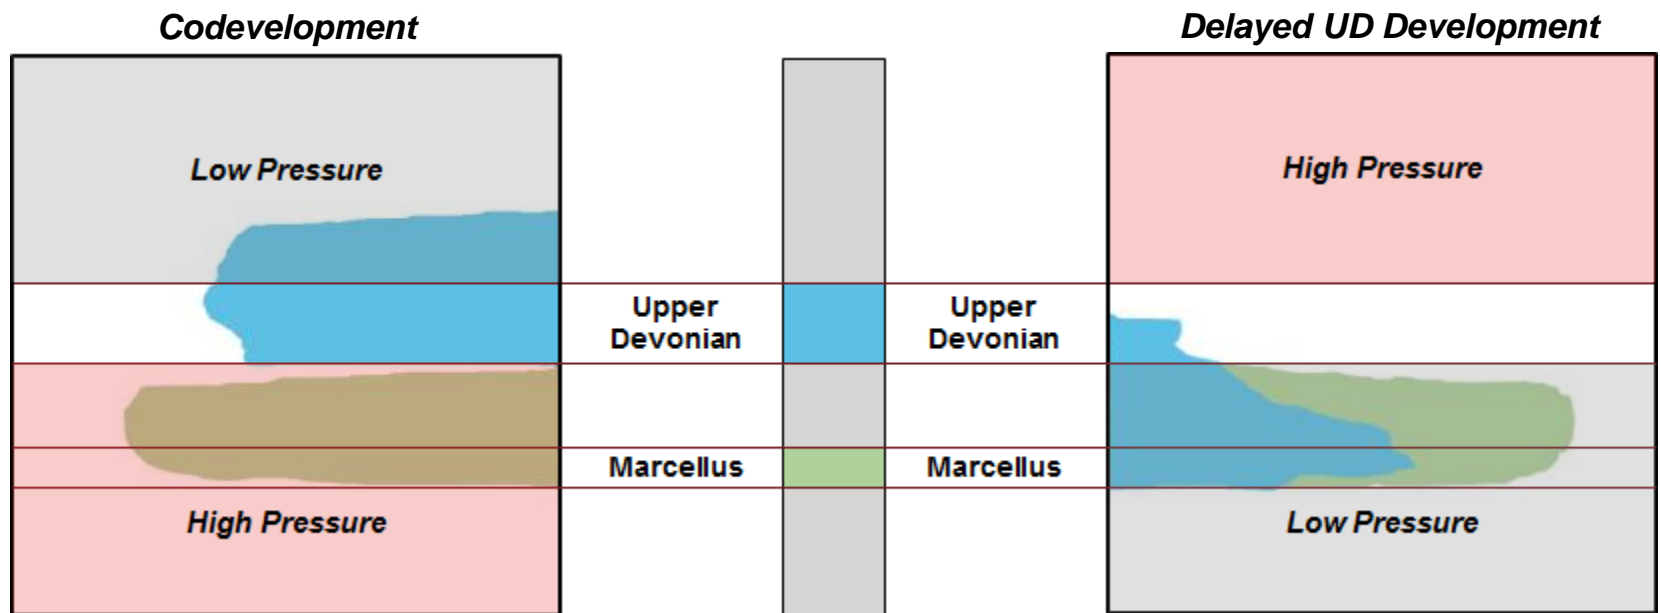 Codevelopment
Delayed UD Development
Low Pressure
High Pressure
Upper
Devonian
Upper
Devonian
Marcellus
Marcellus
High Pressure
Low Pressure